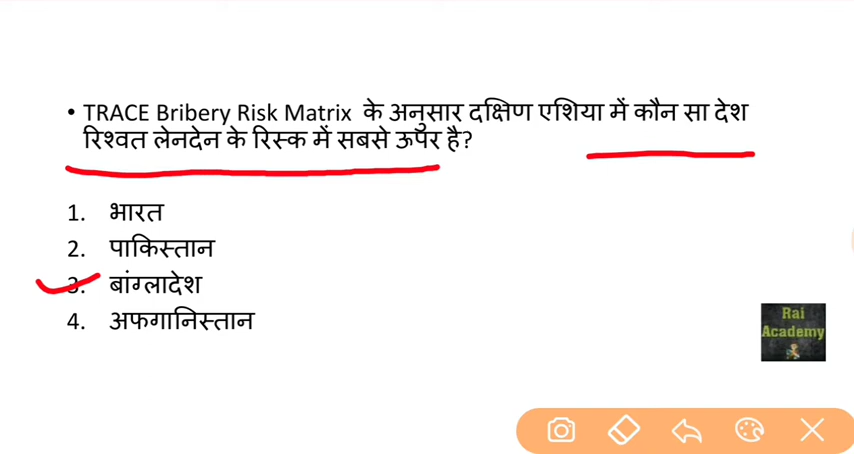 • TRACE Bribery Risk Matrix के अनुसार दक्षिण एशिया में कौन सा देश
रिश्वत लेनदेन के रिस्क में सबसे ऊपर है?
1. भारत
2. पाकिस्तान
3. बांग्लादेश
4. अफगानिस्तान
Rai
Academy